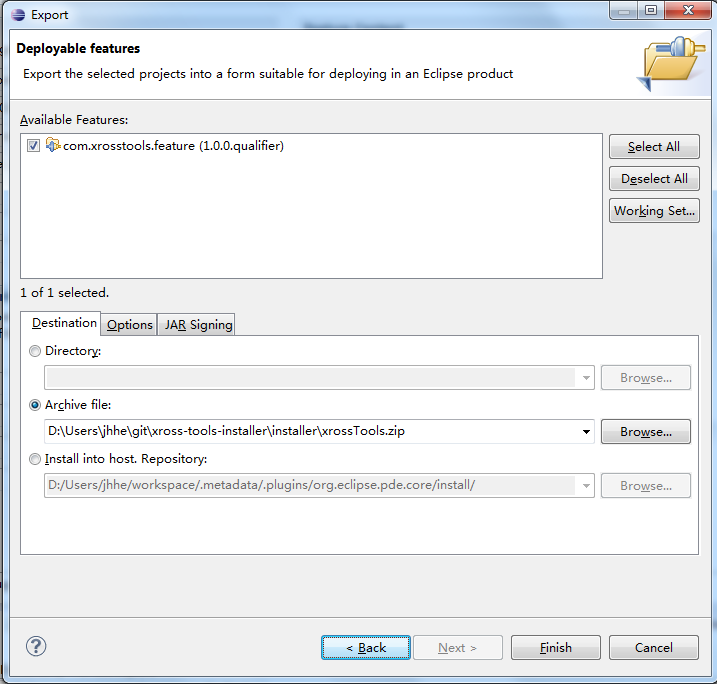 Export
Deployable features
Export the selected projects into a form suitable for deploying in an Eclipse product
Available Features:
com.xrosstools.feature (1.0.0.qualifier)
Select All
Deselect All
Working Set...
1 of 1 selected.
Destination Options JAR Signing
Directory:
Browse...
Archive file:
D:\Users\jhhe\git\xross-tools-installer\installer\xrossTools.zip Browse...
Install into host. Repository:
D:/Users/jhhe/workspace/.metadata/.plugins/org.eclipse.pde.core/install/ Browse...
? < Back Next > Finish Cancel